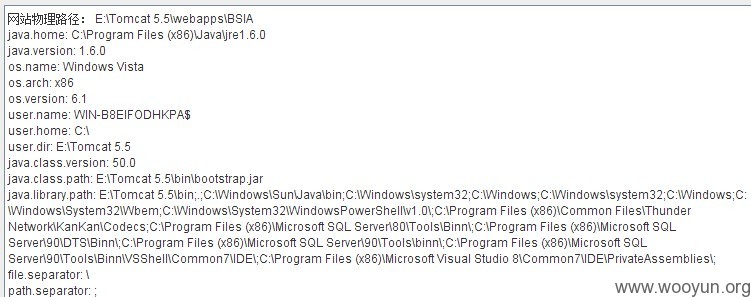 网站物理路径： E:\Tomcat 5.5\webapps\BSIA
java.home: C:\Program Files (x86)\Java\jre1.6.0
java.version: 1.6.0
os.name: Windows Vista
os.arch: x86
os.version: 6.1
user.name: WIN-B8EIFODHKPA$
user.home: C:\
user.dir: E:\Tomcat 5.5
java.class.version: 50.0
java.class.path: E:\Tomcat 5.5\bin\bootstrap.jar
java.library.path: E:\Tomcat 5.5\bin;.;C:\Windows\Sun\Java\bin;C:\Windows\system32;C:\Windows;C:\Windows\system32;C:\Windows;C:
\Windows\System32\Wbem;C:\Windows\System32\WindowsPowerShell\v1.0\;C:\Program Files (x86)\Common Files\Thunder
Network\KanKan\Codecs;C:\Program Files (x86)\Microsoft SQL Server\80\Tools\Binn\;C:\Program Files (x86)\Microsoft SQL
Server\90\DTS\Binn\;C:\Program Files (x86)\Microsoft SQL Server\90\Tools\binn\;C:\Program Files (x86)\Microsoft SQL
Server\90\Tools\Binn\VSShell\Common7\IDE\;C:\Program Files (x86)\Microsoft Visual Studio 8\Common7\IDE\PrivateAssemblies\;
file.separator: \
path.separator: ;
www.wooyun.org